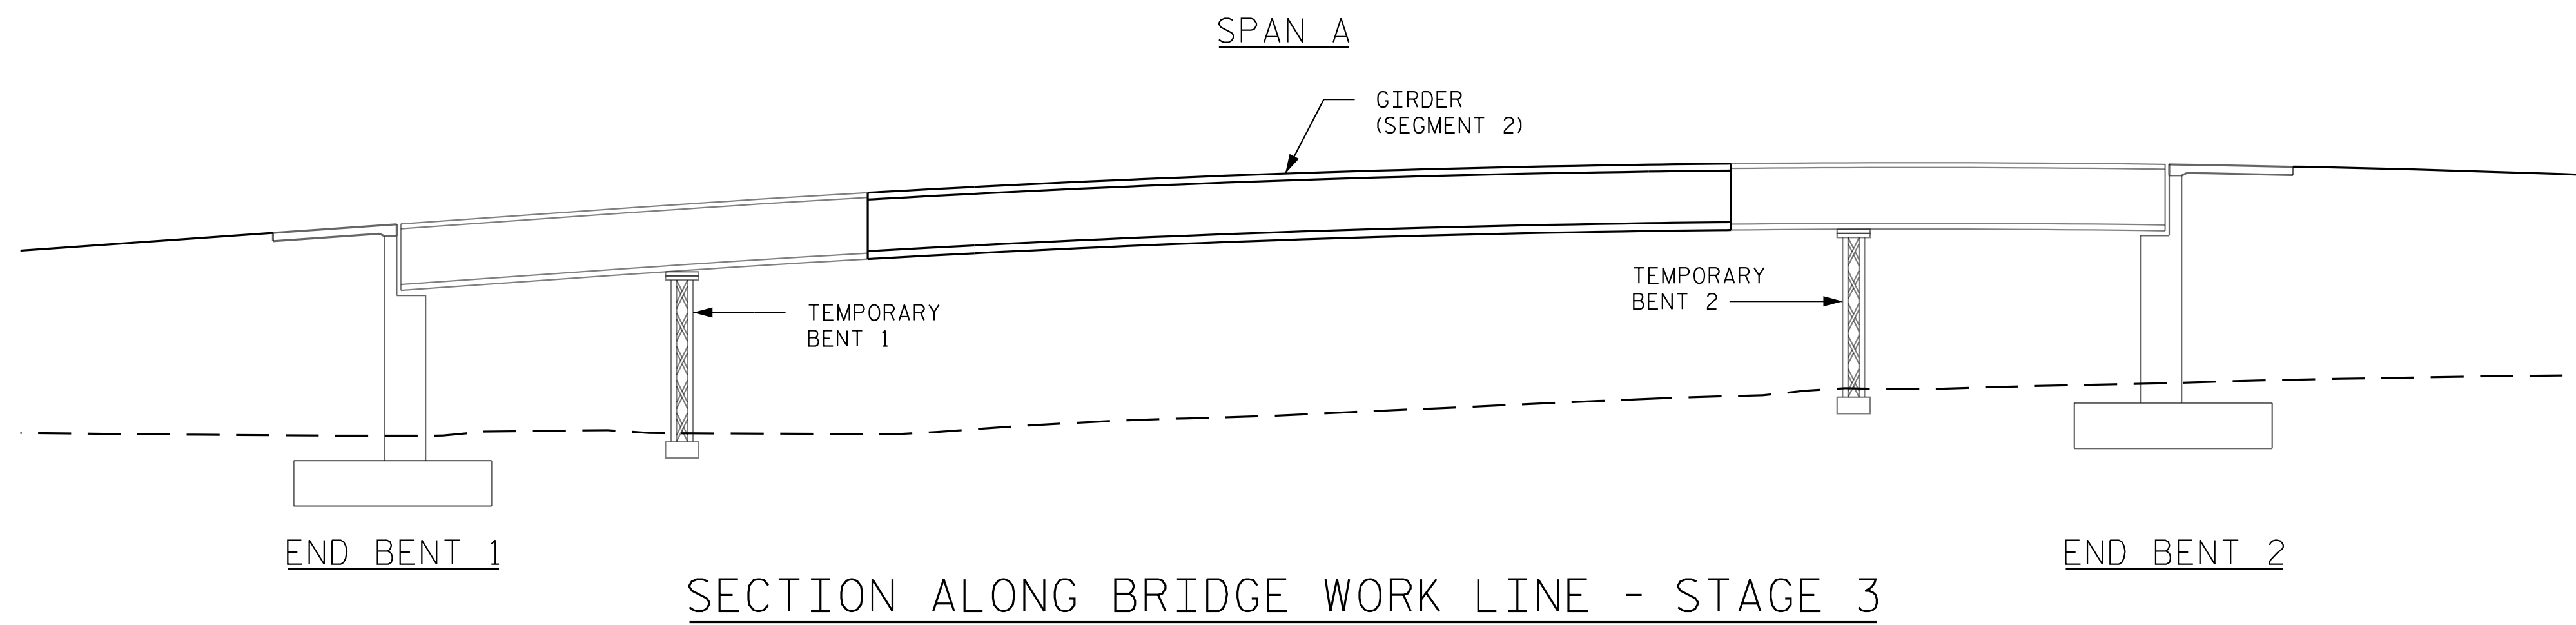 SPAN A
GIRDER
(SEGMENT 2)
TEMPORARY
BENT 2
TEMPORARY
BENT 1
END BENT 1
END BENT 2
SECTION ALONG BRIDGE WORK LINE - STAGE 3